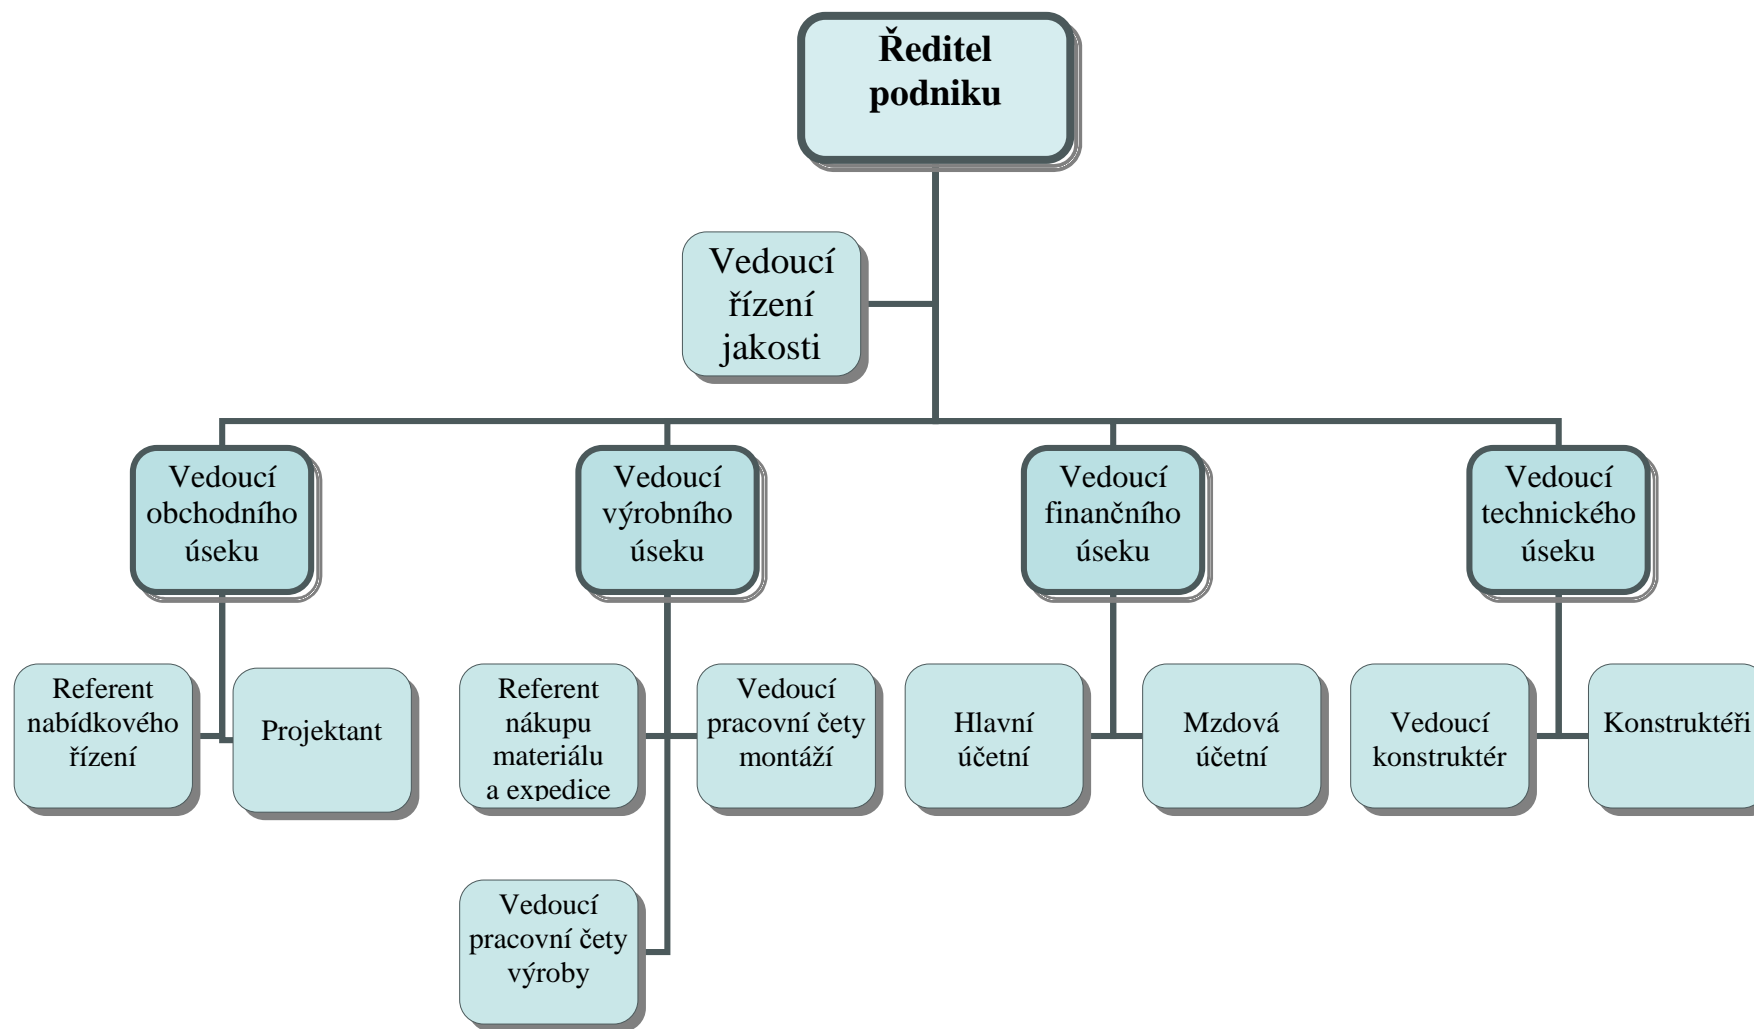 Ředitel
podniku
Vedoucí
řízení
jakosti
Vedoucí
obchodního
úseku
Vedoucí
výrobního
úseku
Vedoucí
finančního
úseku
Vedoucí
technického
úseku
Referent
nabídkového
řízení
Projektant
Referent
nákupu
materiálu
a expedice
Vedoucí
pracovní čety
montáží
Hlavní
účetní
Mzdová
účetní
Vedoucí
konstruktér
Konstruktéři
Vedoucí
pracovní čety
výroby